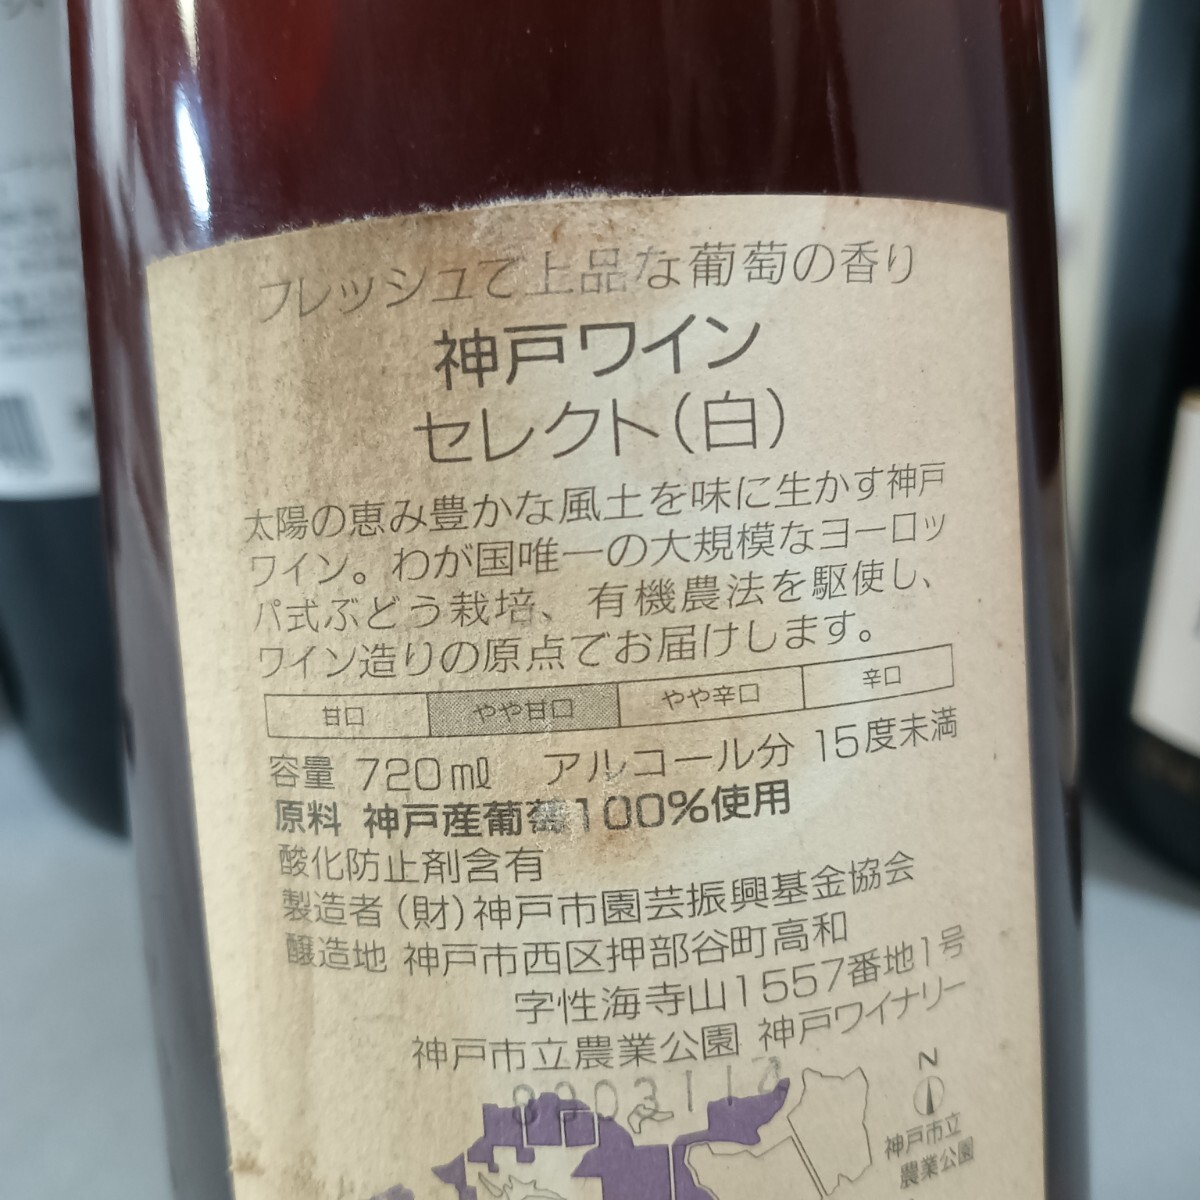 フレッシュで上品な葡萄の香り
神戸ワイン
セレクト(白)
太陽の恵み豊かな風土を味に生かす神戸
ワイン。わが国唯一の大規模なヨーロッ
パ式ぶどう栽培、有機農法を駆使し、
ワイン造りの原点でお届けします。
甘口 やや甘口 やや辛口 辛口
容量 720ml アルコール分 15度未満
原料 神戸産葡萄100%使用
酸化防止剤含有
製造者(財)神戸市園芸振興基金協会
醸造地 神戸市西区押部谷町高和
字性海寺山1557番地1号
神戸市立農業公園 神戸ワイナリー
N
神戸市立
農業公園